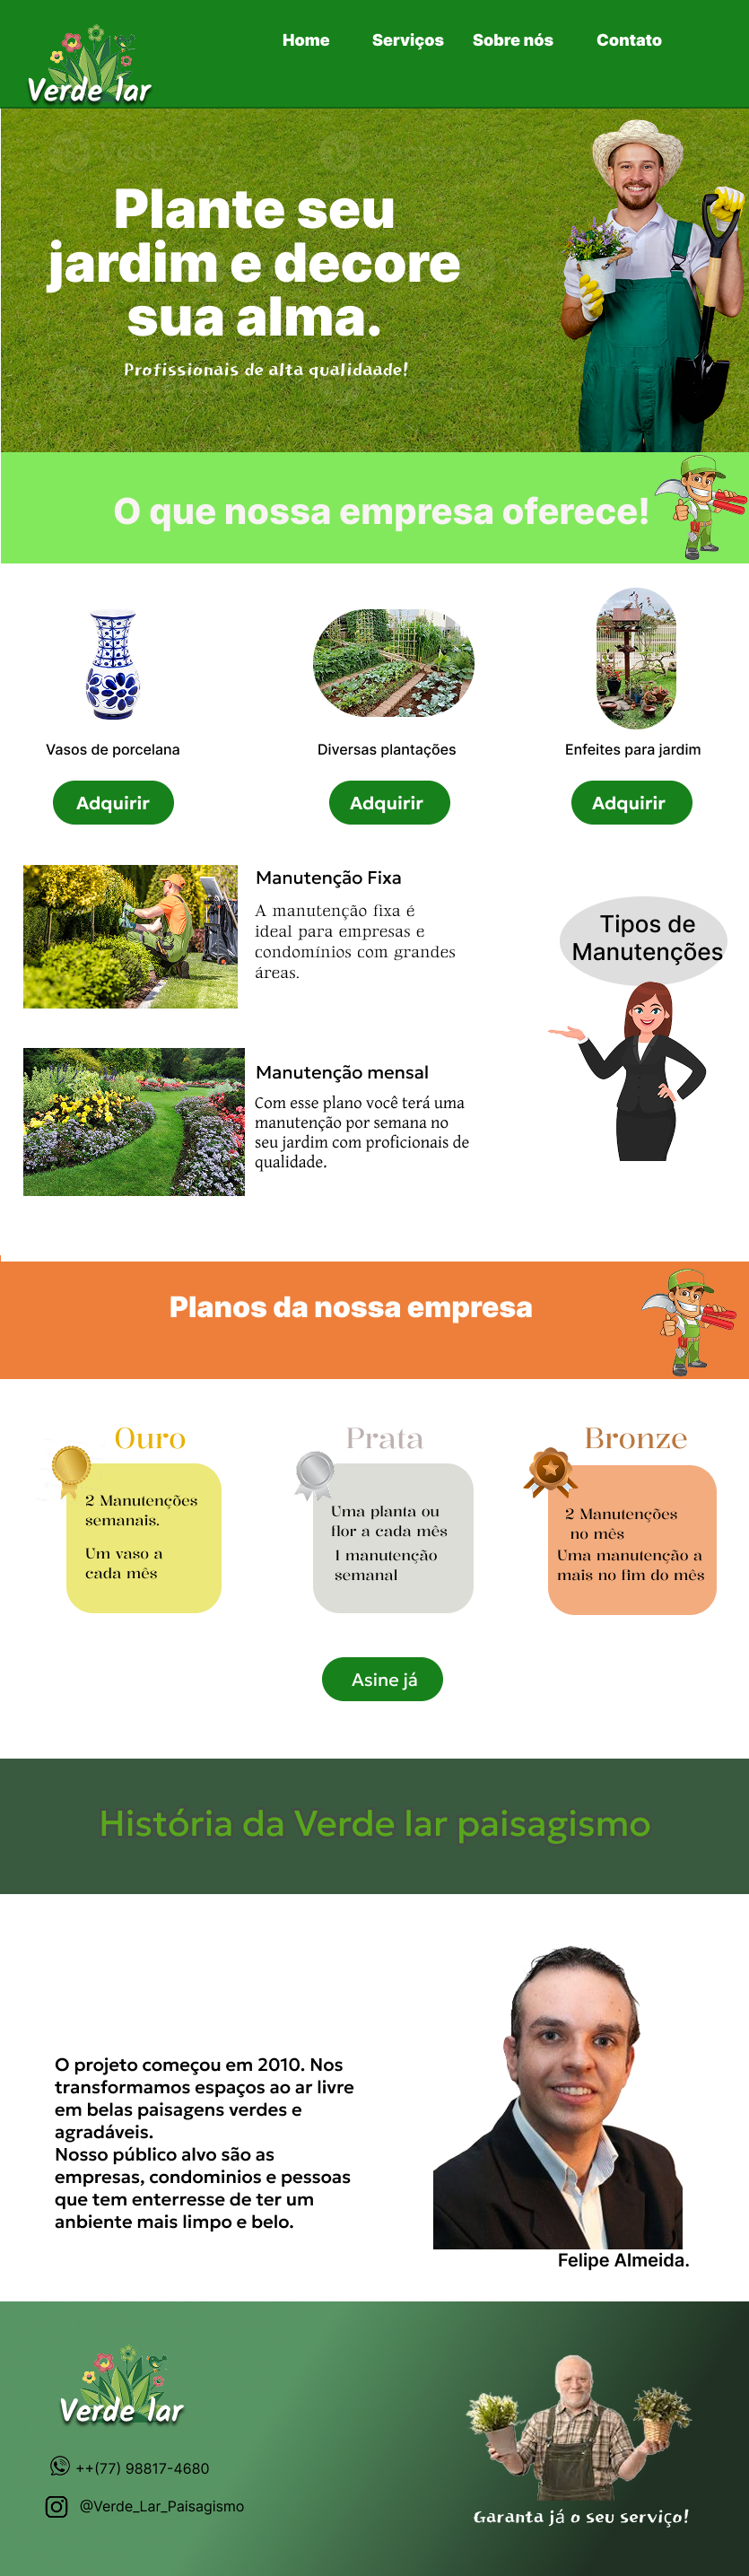 Verde lar
Home Serviços Sobre nós Contato
Plante seu
jardim e decore
sua alma.
Profissionais de alta qualidaade!
O que nossa empresa oferece!
Vasos de porcelana
Diversas plantações
Enfeites para jardim
Adquirir
Adquirir
Adquirir
Manutenção Fixa
A manutenção fixa é
ideal para empresas e
condomínios com grandes
áreas.
Tipos de
Manutenções
Manutenção mensal
Com esse plano você terá uma
manutenção por semana no
seu jardim com proficionais de
qualidade.
Planos da nossa empresa
Ouro
2 Manutenções
semanais.
Um vaso a
cada mês
Prata
Uma planta ou
flor a cada mês
1 manutenção
semanal
Bronze
2 Manutenções
no mês
Uma manutenção a
mais no fim do mês
Asine já
História da Verde lar paisagismo
O projeto começou em 2010. Nos
transformamos espaços ao ar livre
em belas paisagens verdes e
agradáveis.
Nosso público alvo são as
empresas, condominios e pessoas
que tem enterresse de ter um
anbiente mais limpo e belo.
Felipe Almeida.
Verde lar
++(77) 98817-4680
@Verde_Lar_Paisagismo
Garanta já o seu serviço!